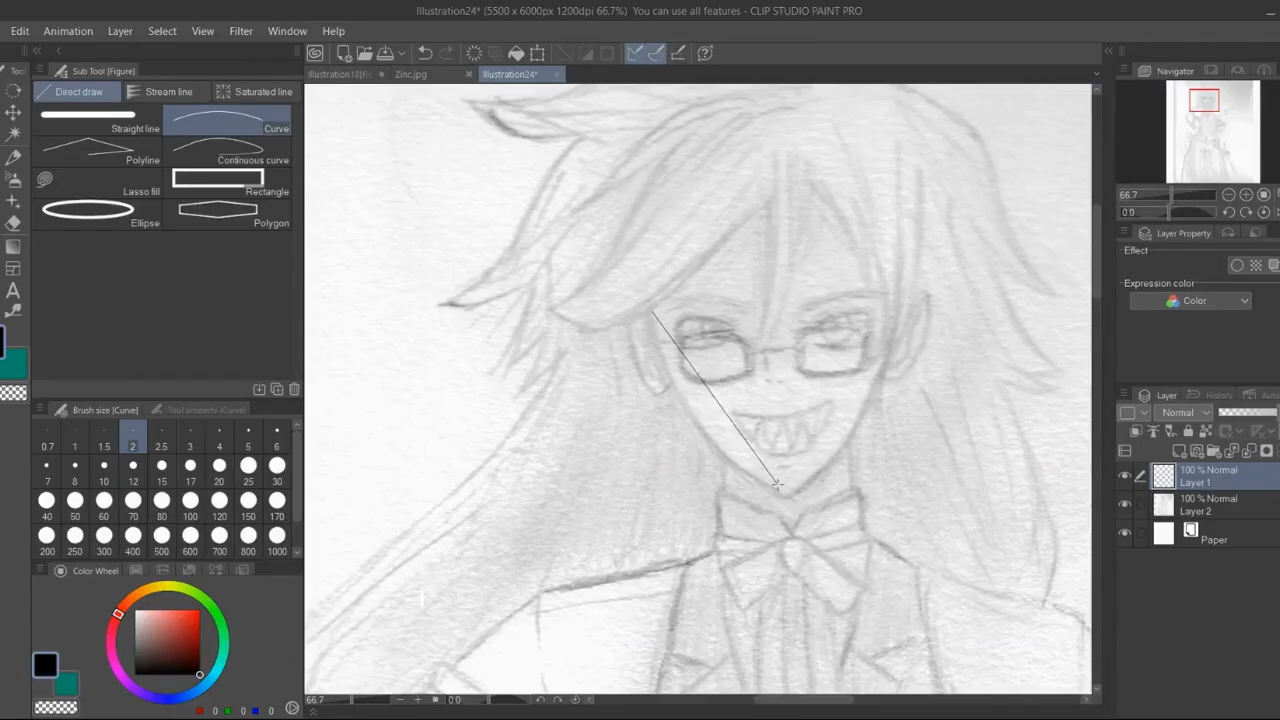 Illustration24* (5500 x 6000px 1200dpi 66.7%)  You can use all features - CLIP STUDIO PAINT PRO
Edit Animation Layer Select View Filter Window Help
Sub Tool [Figure]
Illustration18[R Zinc.jpg Illustration24*
Navigator
Direct draw Stream line Saturated line
Straight line Curve
Polyline Continuous curve
Lasso fill Rectangle
Ellipse Polygon
66.7
0.0
Layer Property
Effect
Expression color
Color
Brush size [Curve] Tool property [Curve]
0.7 1 1.5 2 2.5 3 4 5 6
7 8 10 12 15 17 20 25 30
40 50 60 70 80 100 120 150 170
200 250 300 400 500 600 700 800 1000
Layer History Auto
Normal
100 % Normal
Layer 1
100 % Normal
Layer 2
Paper
Color Wheel
66.7 0.0
0 0 0